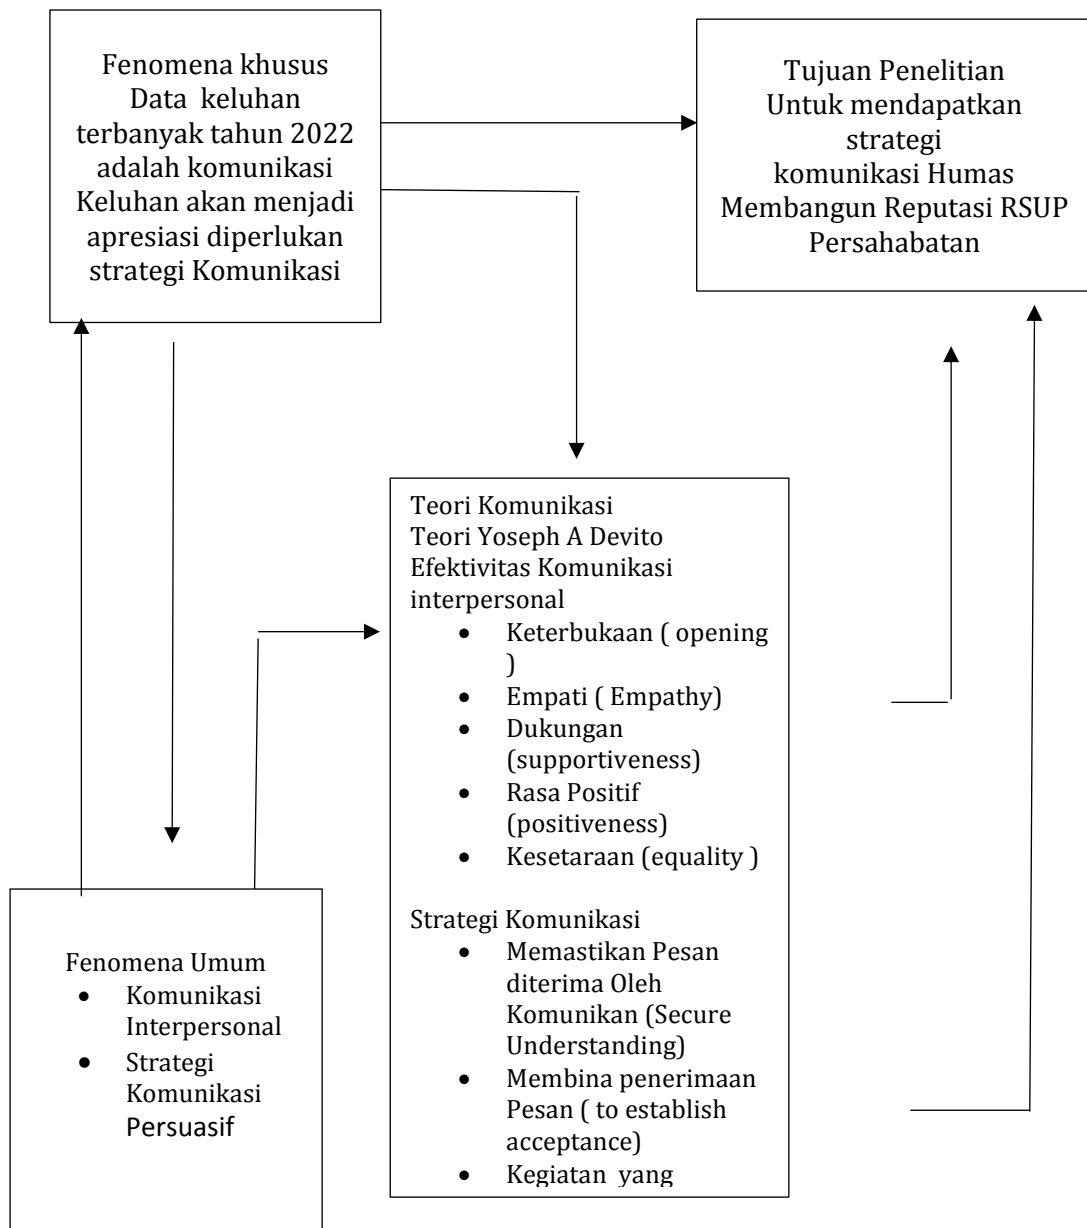 Fenomena khusus
Data keluhan
terbanyak tahun 2022
adalah komunikasi
Keluhan akan menjadi
apresiasi diperlukan
strategi Komunikasi
Tujuan Penelitian
Untuk mendapatkan
strategi
komunikasi Humas
Membangun Reputasi RSUP
Persahabatan
Teori Komunikasi
Teori Yoseph A Devito
Efektivitas Komunikasi
interpersonal
• Keterbukaan ( opening
)
• Empati ( Empathy)
• Dukungan
(supportiveness)
• Rasa Positif
(positiveness)
• Kesetaraan (equality )
Strategi Komunikasi
• Memastikan Pesan
diterima Oleh
Komunikan (Secure
Understanding)
• Membina penerimaan
Pesan ( to establish
acceptance)
• Kegiatan yang
Fenomena Umum
• Komunikasi
Interpersonal
• Strategi
Komunikasi
Persuasif